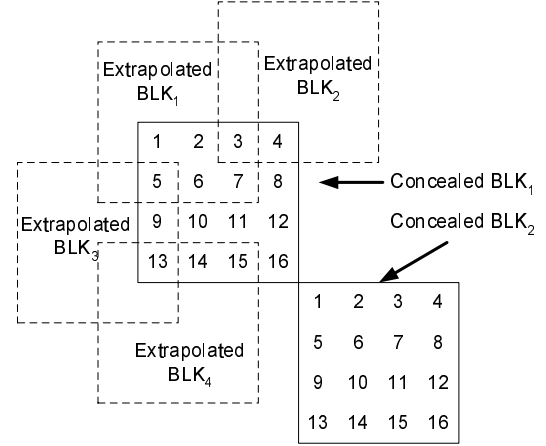 Extrapolated
BLK₁
Extrapolated
BLK₂
1 2 3 4
5 6 7 8
9 10 11 12
13 14 15 16
Extrapolated
BLK₃
Extrapolated
BLK₄
Concealed BLK₁
Concealed BLK₂
1 2 3 4
5 6 7 8
9 10 11 12
13 14 15 16